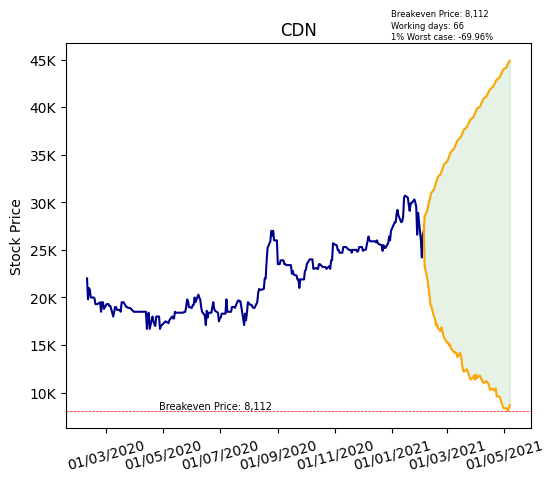 Breakeven Price: 8,112
Working days: 66
1% Worst case: -69.96%
CDN
Stock Price
45K
40K
35K
30K
25K
20K
15K
10K
Breakeven Price: 8,112
01/03/2020
01/05/2020
01/07/2020
01/09/2020
01/11/2020
01/01/2021
01/03/2021
01/05/2021